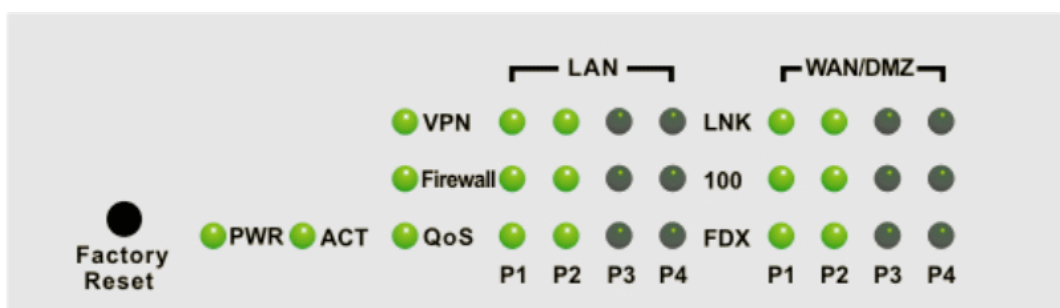 LAN WAN/DMZ
VPN LNK
Firewall 100
PWR ACT QoS FDX
Factory
Reset
P1 P2 P3 P4 P1 P2 P3 P4